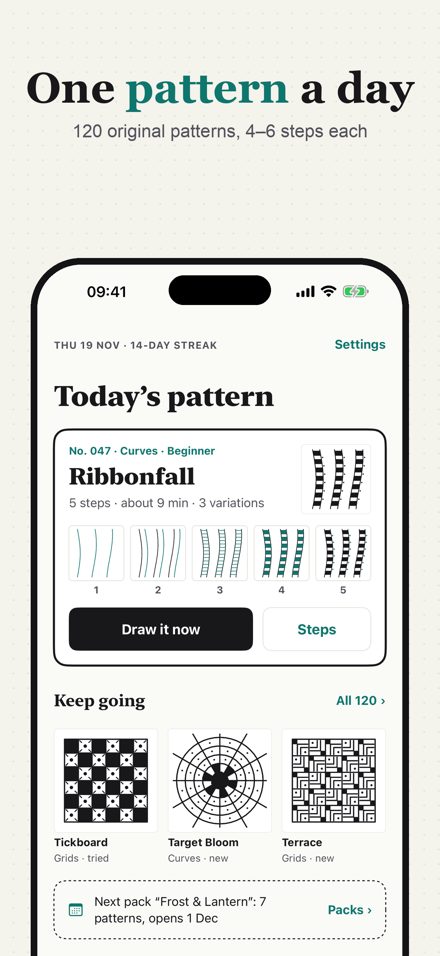 One pattern a day
120 original patterns, 4–6 steps each
09:41
THU 19 NOV · 14-DAY STREAK
Settings
Today’s pattern
No. 047 · Curves · Beginner
Ribbonfall
5 steps · about 9 min · 3 variations
1
2
3
4
5
Draw it now
Steps
Keep going
All 120 ›
Tickboard
Grids · tried
Target Bloom
Curves · new
Terrace
Grids · new
Next pack “Frost & Lantern”: 7
patterns, opens 1 Dec
Packs ›